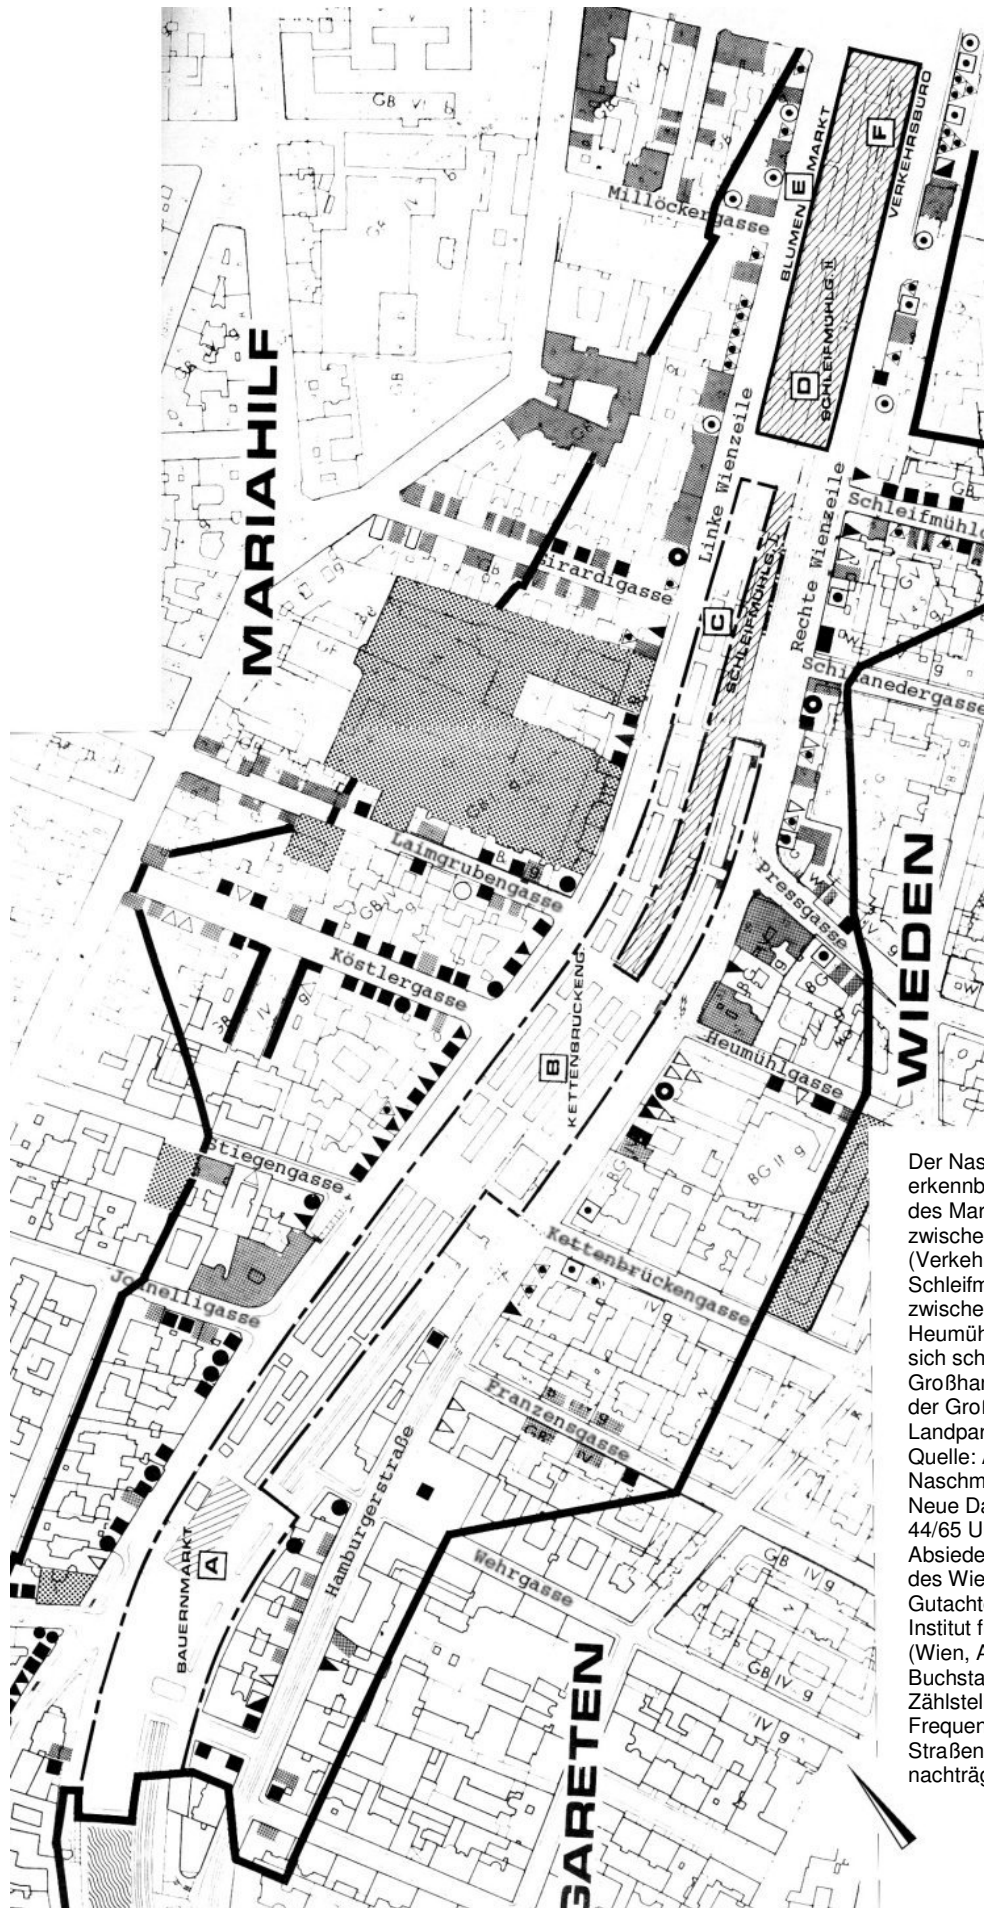 MARIAHILF
Millöckergasse
BLUMEN E MARKT
F
VERKEHRSBÜRO
D
SCHLEIFMÜHLG. II
Linke Wienzeile
Rechte Wienzeile
Schleifmühlg
Girardigasse
C
SCHLEIFMÜHLG. I
Schikanedergasse
Laimgrubengasse
Köstlergasse
Pressgasse
WIEDEN
B
KETTENBRÜCKENG.
Heumühlgasse
Stiegengasse
Kettenbrückengasse
Joanelligasse
Franzensgasse
Hamburgerstraße
A
BAUERNMARKT
Wehrgasse
GARETEN
Der Nas
erkennb
des Mar
zwische
(Verkeh
Schleifm
zwische
Heumüh
sich sch
Großhar
der Groß
Landpar
Quelle: A
Naschm
Neue Da
44/65 U
Absiede
des Wie
Gutacht
Institut f
(Wien, A
Buchsta
Zählstel
Frequen
Straßen
nachträg